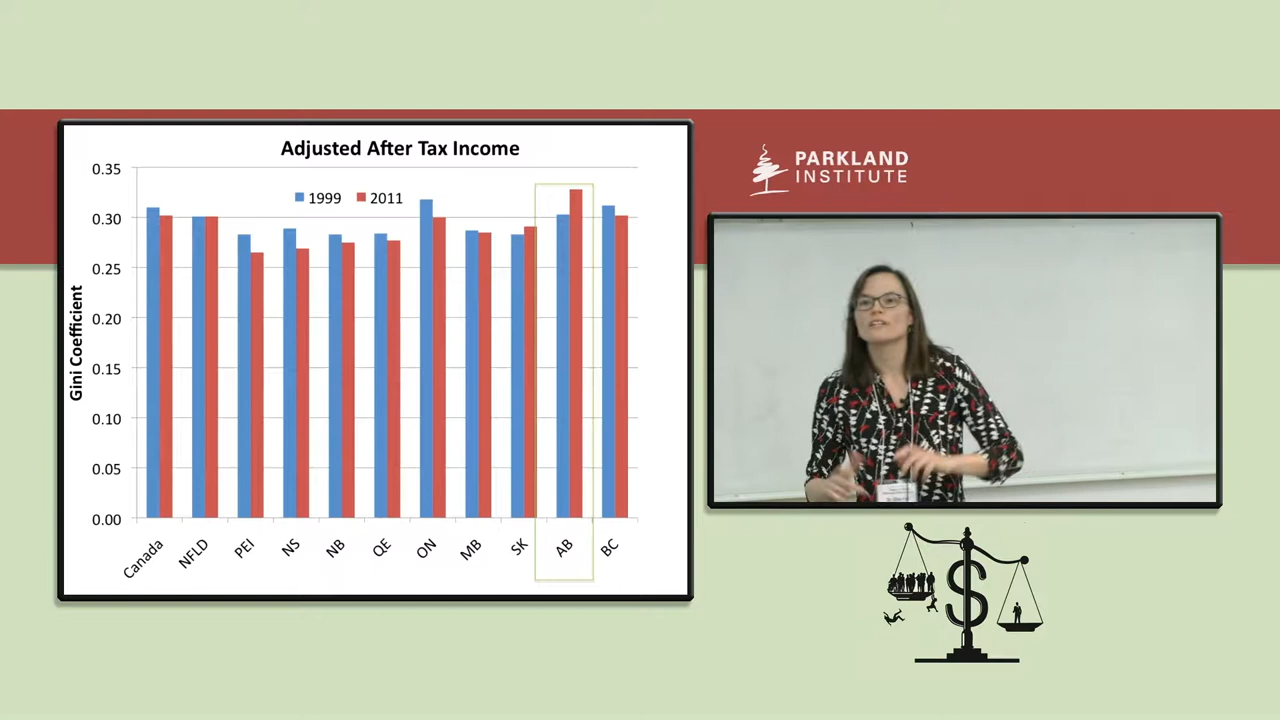 Adjusted After Tax Income
0.35
0.30
0.25
0.20
0.15
0.10
0.05
0.00
Gini Coefficient
1999
2011
Canada
NFLD
PEI
NS
NB
QE
ON
MB
SK
AB
BC
PARKLAND
INSTITUTE
$